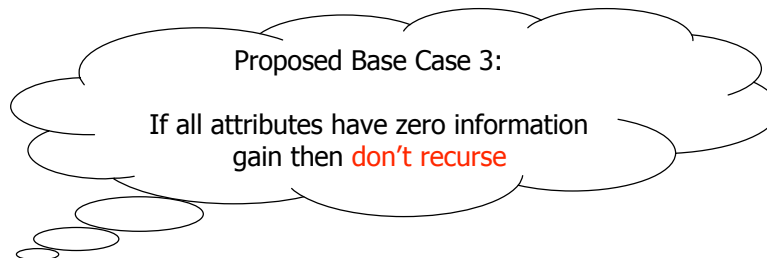 Proposed Base Case 3:
If all attributes have zero information
gain then don’t recurse